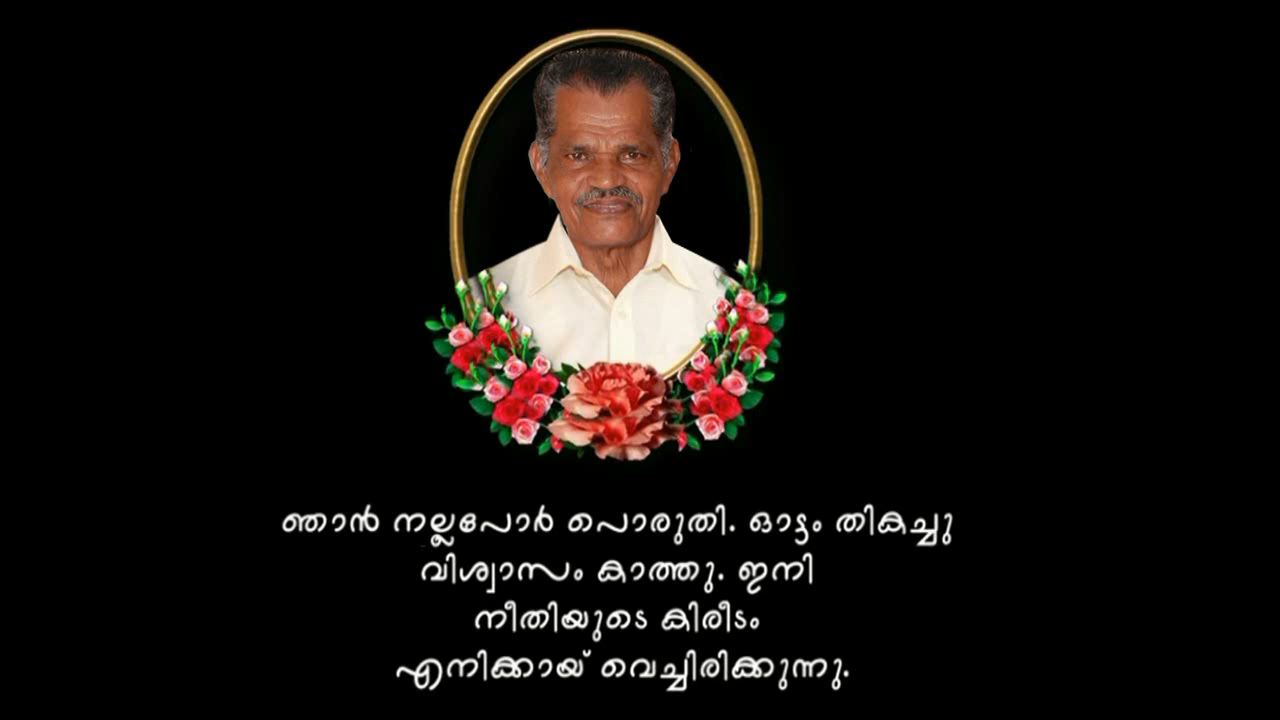 ഞാൻ നല്ലപോർ പൊരുതി. ഓട്ടം തികച്ചു
വിശ്വാസം കാത്തു. ഇനി
നീതിയുടെ കിരീടം
എനിക്കായ് വെച്ചിരിക്കുന്നു.